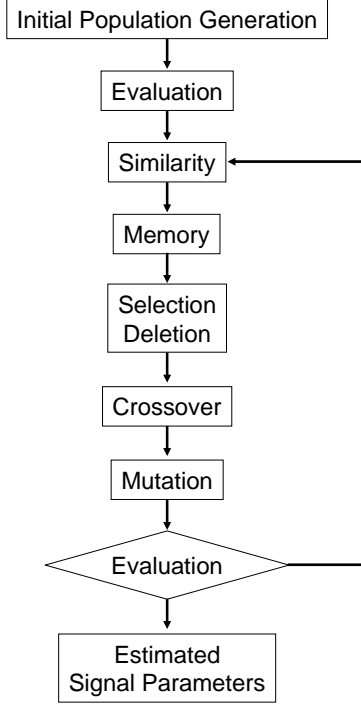 Initial Population Generation
Evaluation
Similarity
Memory
Selection
Deletion
Crossover
Mutation
Evaluation
Estimated
Signal Parameters